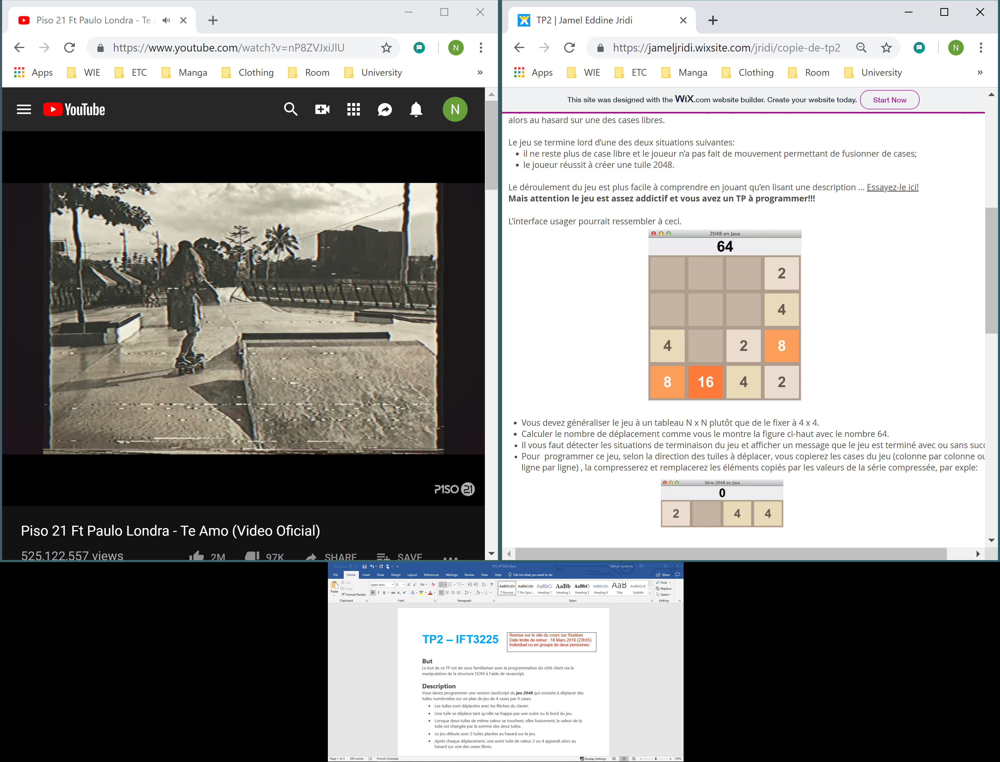 Piso 21 Ft Paulo Londra - Te
https://www.youtube.com/watch?v=nP8ZVJxiJlU
N
Apps WIE ETC Manga Clothing Room University »
YouTube
N
P1SO 21
Piso 21 Ft Paulo Londra - Te Amo (Video Oficial)
525,122,557 views 2M 97K SHARE SAVE
TP2 | Jamel Eddine Jridi
https://jameljridi.wixsite.com/jridi/copie-de-tp2
N
Apps WIE ETC Manga Clothing Room University »
This site was designed with the WiX.com website builder. Create your website today. Start Now
alors au hasard sur une des cases libres.
Le jeu se termine lord d'une des deux situations suivantes:
• il ne reste plus de case libre et le joueur n'a pas fait de mouvement permettant de fusionner de cases;
• le joueur réussit à créer une tuile 2048.
Le déroulement du jeu est plus facile à comprendre en jouant qu'en lisant une description ... Essayez-le ici!
Mais attention le jeu est assez addictif et vous avez un TP à programmer!!!
L'interface usager pourrait ressembler à ceci.
2048 en Java
64
2
4
4 2 8
8 16 4 2
• Vous devez généraliser le jeu à un tableau N x N plutôt que de le fixer à 4 x 4.
• Calculer le nombre de déplacement comme vous le montre la figure ci-haut avec le nombre 64.
• Il vous faut détecter les situations de terminaison du jeu et afficher un message que le jeu est terminé avec ou sans succ
• Pour programmer ce jeu, selon la direction des tuiles à déplacer, vous copierez les cases du jeu (colonne par colonne ou
ligne par ligne) , la compresserez et remplacerez les éléments copiés par les valeurs de la série compressée, par exple:
Série 2048 en Java
0
2 4 4
AutoSave TP1_IFT3225.docx Nahuel Londono
File Home Insert Draw Design Layout References Mailings Review View Help Tell me what you want to do Share
Paste Cut Copy Format Painter
open sans 12
AaBbCcDc AaBbCcDc AaBbCc AaBb AaBbC AaBbCcDc AaB AaBbCcD
¶ Normal ¶ No Spac... Heading 1 Heading 2 Heading 3 Heading 4 Title Subtitle
Find Replace Select
Clipboard Font Paragraph Styles Editing
TP2 – IFT3225
Remise sur le site du cours sur Studium
Date limite de retour : 18 Mars 2019 (23h55)
Individuel ou en groupe de deux personnes
But
Le but de ce TP est de vous familiariser avec la programmation du côté client via la
manipulation de la structure DOM à l'aide de Javascript.
Description
Vous devez programmer une version JavaScript du jeu 2048 qui consiste à déplacer des
tuiles numérotées sur un plan de jeu de 4 cases par 4 cases.
• Les tuiles sont déplacées avec les flèches du clavier.
• Une tuile se déplace tant qu'elle ne frappe pas une outre ou le bord du jeu.
• Lorsque deux tuiles de même valeur se touchent, elles fusionnent; la valeur de la
tuile est changée par la somme des deux tuiles.
• Le jeu débute avec 2 tuiles placées au hasard sur le jeu.
• Après chaque déplacement, une autre tuile de valeur 2 ou 4 apparaît alors au
hasard sur une des cases libres.
Page 1 of 2 399 words French (Canada) Display Settings 100%